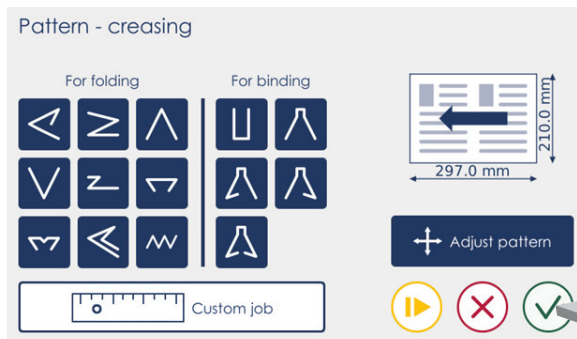 Pattern - creasing
For folding
For binding
210.0 mm
297.0 mm
Adjust pattern
Custom job